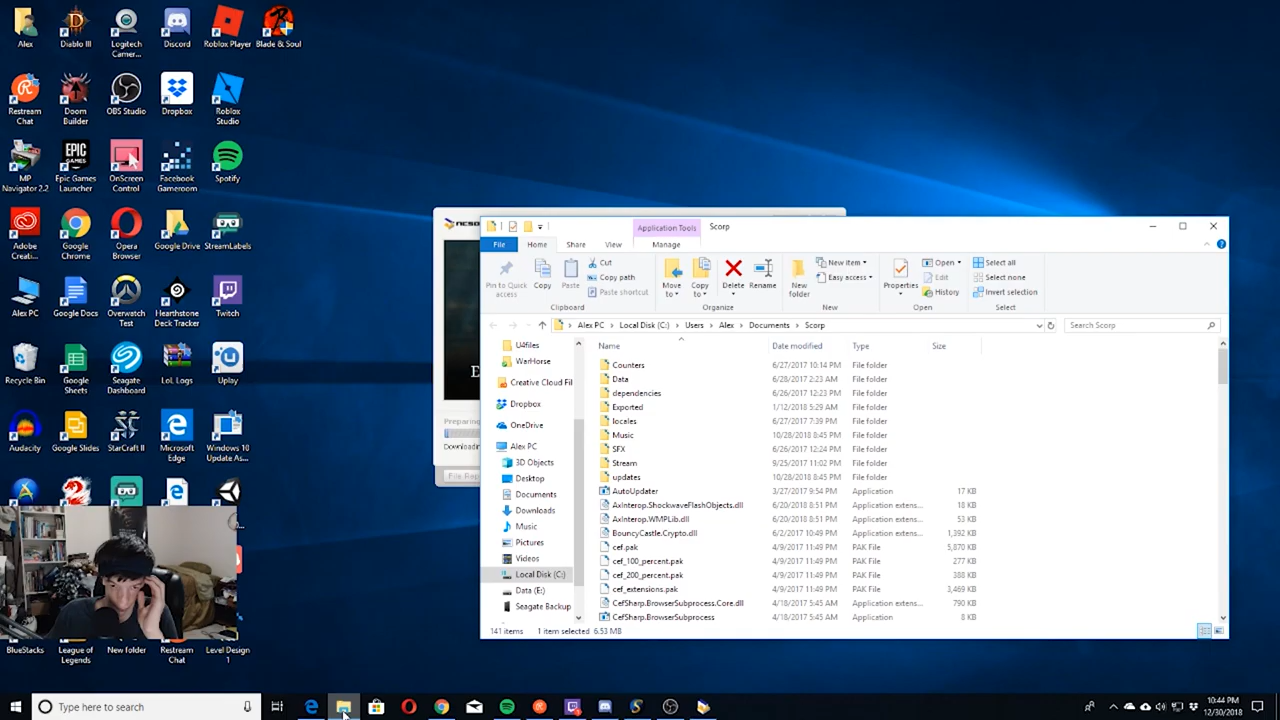 Alex
Diablo III
Logitech Camer...
Discord
Roblox Player
Blade & Soul
Restream Chat
Doom Builder
OBS Studio
Dropbox
Roblox Studio
MP Navigator 2.2
EPIC GAMES
Epic Games Launcher
OnScreen Control
Facebook Gameroom
Spotify
Adobe Creati...
Google Chrome
Opera Browser
Google Drive
StreamLabels
Alex PC
Google Docs
Overwatch Test
Hearthstone Deck Tracker
Twitch
Recycle Bin
Google Sheets
Seagate Dashboard
LoL Logs
Uplay
Audacity
Google Slides
StarCraft II
Microsoft Edge
Windows 10 Update As...
BlueStacks
League of Legends
New folder
Restream Chat
Level Design 1
Preparing
Downloading
File Rep
Application Tools
Scorp
File
Home
Share
View
Manage
Pin to Quick access
Copy
Paste
Cut
Copy path
Paste shortcut
Clipboard
Move to
Copy to
Delete
Rename
Organize
New folder
New item
Easy access
New
Properties
Open
Edit
History
Open
Select all
Select none
Invert selection
Select
Alex PC > Local Disk (C:) > Users > Alex > Documents > Scorp
Search Scorp
U4files
WarHorse
Creative Cloud Fil
Dropbox
OneDrive
Alex PC
3D Objects
Desktop
Documents
Downloads
Music
Pictures
Videos
Local Disk (C:)
Data (E:)
Seagate Backup
Name Date modified Type Size
Counters 6/27/2017 10:14 PM File folder
Data 6/28/2017 2:23 AM File folder
dependencies 6/26/2017 12:23 PM File folder
Exported 1/12/2018 5:29 AM File folder
locales 6/27/2017 7:39 PM File folder
Music 10/28/2018 8:45 PM File folder
SFX 6/26/2017 12:24 PM File folder
Stream 9/25/2017 11:02 PM File folder
updates 10/28/2018 8:45 PM File folder
AutoUpdater 3/27/2017 9:54 PM Application 17 KB
AxInterop.ShockwaveFlashObjects.dll 6/20/2018 8:51 PM Application extens... 18 KB
AxInterop.WMPLib.dll 6/20/2018 8:51 PM Application extens... 53 KB
BouncyCastle.Crypto.dll 6/2/2017 10:49 PM Application extens... 1,392 KB
cef.pak 4/9/2017 11:49 PM PAK File 5,870 KB
cef_100_percent.pak 4/9/2017 11:49 PM PAK File 277 KB
cef_200_percent.pak 4/9/2017 11:49 PM PAK File 388 KB
cef_extensions.pak 4/9/2017 11:49 PM PAK File 3,469 KB
CefSharp.BrowserSubprocess.Core.dll 4/18/2017 5:45 AM Application extens... 790 KB
CefSharp.BrowserSubprocess 4/18/2017 5:45 AM Application 8 KB
141 items 1 item selected 6.53 MB
Type here to search
10:44 PM
12/30/2018